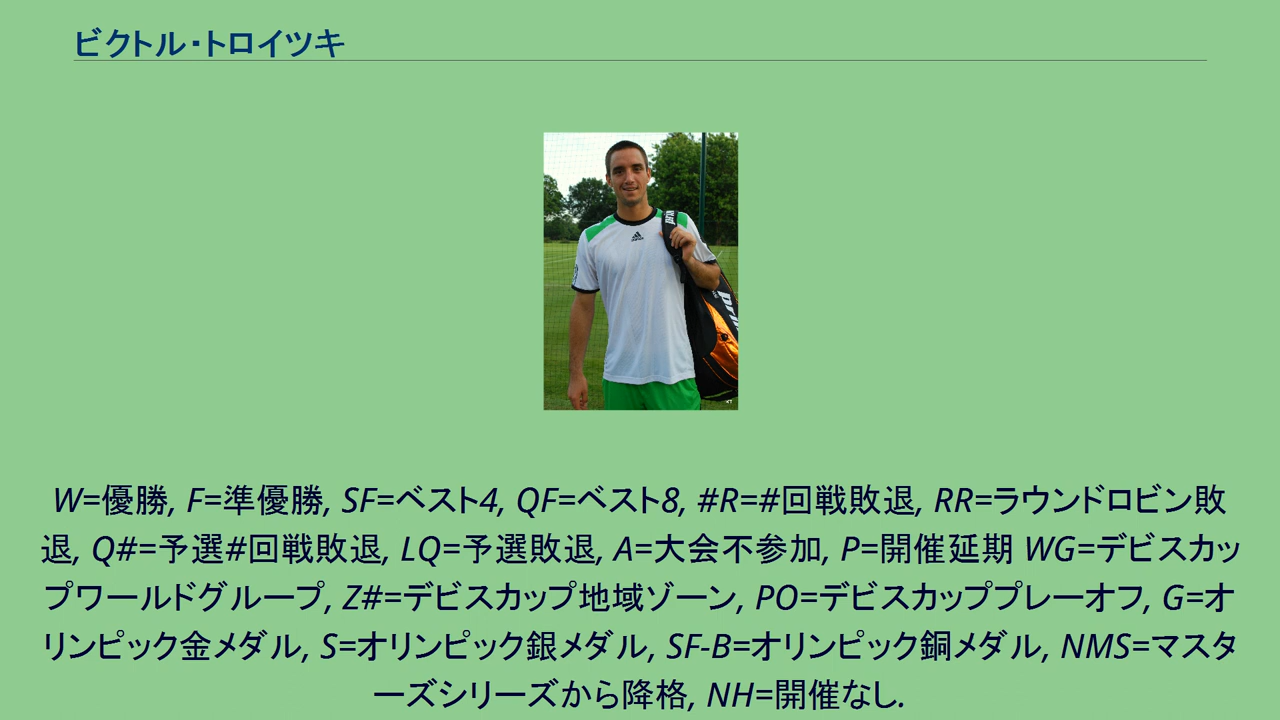 ビクトル・トロイツキ
W=優勝, F=準優勝, SF=ベスト4, QF=ベスト8, #R=#回戦敗退, RR=ラウンドロビン敗
退, Q#=予選#回戦敗退, LQ=予選敗退, A=大会不参加, P=開催延期 WG=デビスカッ
プワールドグループ, Z#=デビスカップ地域ゾーン, PO=デビスカッププレーオフ, G=オ
リンピック金メダル, S=オリンピック銀メダル, SF-B=オリンピック銅メダル, NMS=マスタ
ーズシリーズから降格, NH=開催なし.